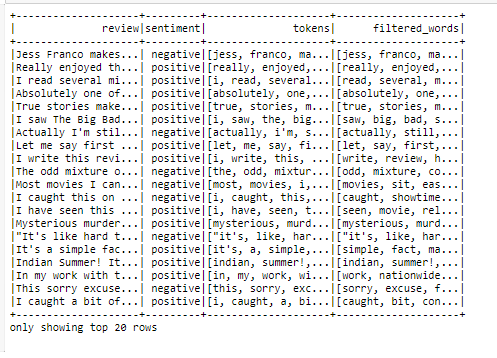 +--------------------+---------+--------------------+--------------------+
|              review|sentiment|              tokens|      filtered_words|
+--------------------+---------+--------------------+--------------------+
|Jess Franco makes...| negative|[jess, franco, ma...|[jess, franco, ma...|
|Really enjoyed th...| positive|[really, enjoyed,...|[really, enjoyed,...|
|I read several mi...| positive|[i, read, several...|[read, several, m...|
|Absolutely one of...| positive|[absolutely, one,...|[absolutely, one,...|
|True stories make...| positive|[true, stories, m...|[true, stories, m...|
|I saw The Big Bad...| positive|[i, saw, the, big...|[saw, big, bad, s...|
|Actually I'm stil...| negative|[actually, i'm, s...|[actually, still,...|
|Let me say first ...| positive|[let, me, say, fi...|[let, say, first,...|
|I write this revi...| positive|[i, write, this, ...|[write, review, h...|
|The odd mixture o...| negative|[the, odd, mixtur...|[odd, mixture, co...|
|Most movies I can...| negative|[most, movies, i,...|[movies, sit, eas...|
|I caught this on ...| negative|[i, caught, this,...|[caught, showtime...|
|I have seen this ...| positive|[i, have, seen, t...|[seen, movie, rel...|
|Mysterious murder...| positive|[mysterious, murd...|[mysterious, murd...|
|"It's like hard t...| negative|["it's, like, har...|["it's, like, har...|
|It's a simple fac...| positive|[it's, a, simple,...|[simple, fact, ma...|
|Indian Summer! It...| positive|[indian, summer!,...|[indian, summer!,...|
|In my work with t...| positive|[in, my, work, wi...|[work, nationwide...|
|This sorry excuse...| negative|[this, sorry, exc...|[sorry, excuse, f...|
|I caught a bit of...| positive|[i, caught, a, bi...|[caught, bit, con...|
+--------------------+---------+--------------------+--------------------+
only showing top 20 rows